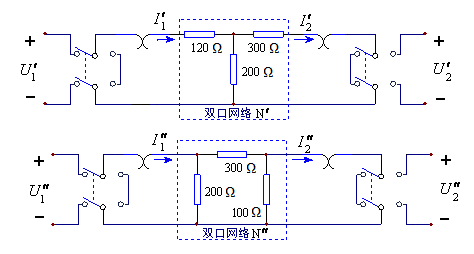 I₁′ I₂′
+ 120 Ω 300 Ω +
U₁′ 200 Ω U₂′
− −
双口网络 N′
I₁″ I₂″
+ 300 Ω +
U₁″ 200 Ω U₂″
− 100 Ω −
双口网络 N″